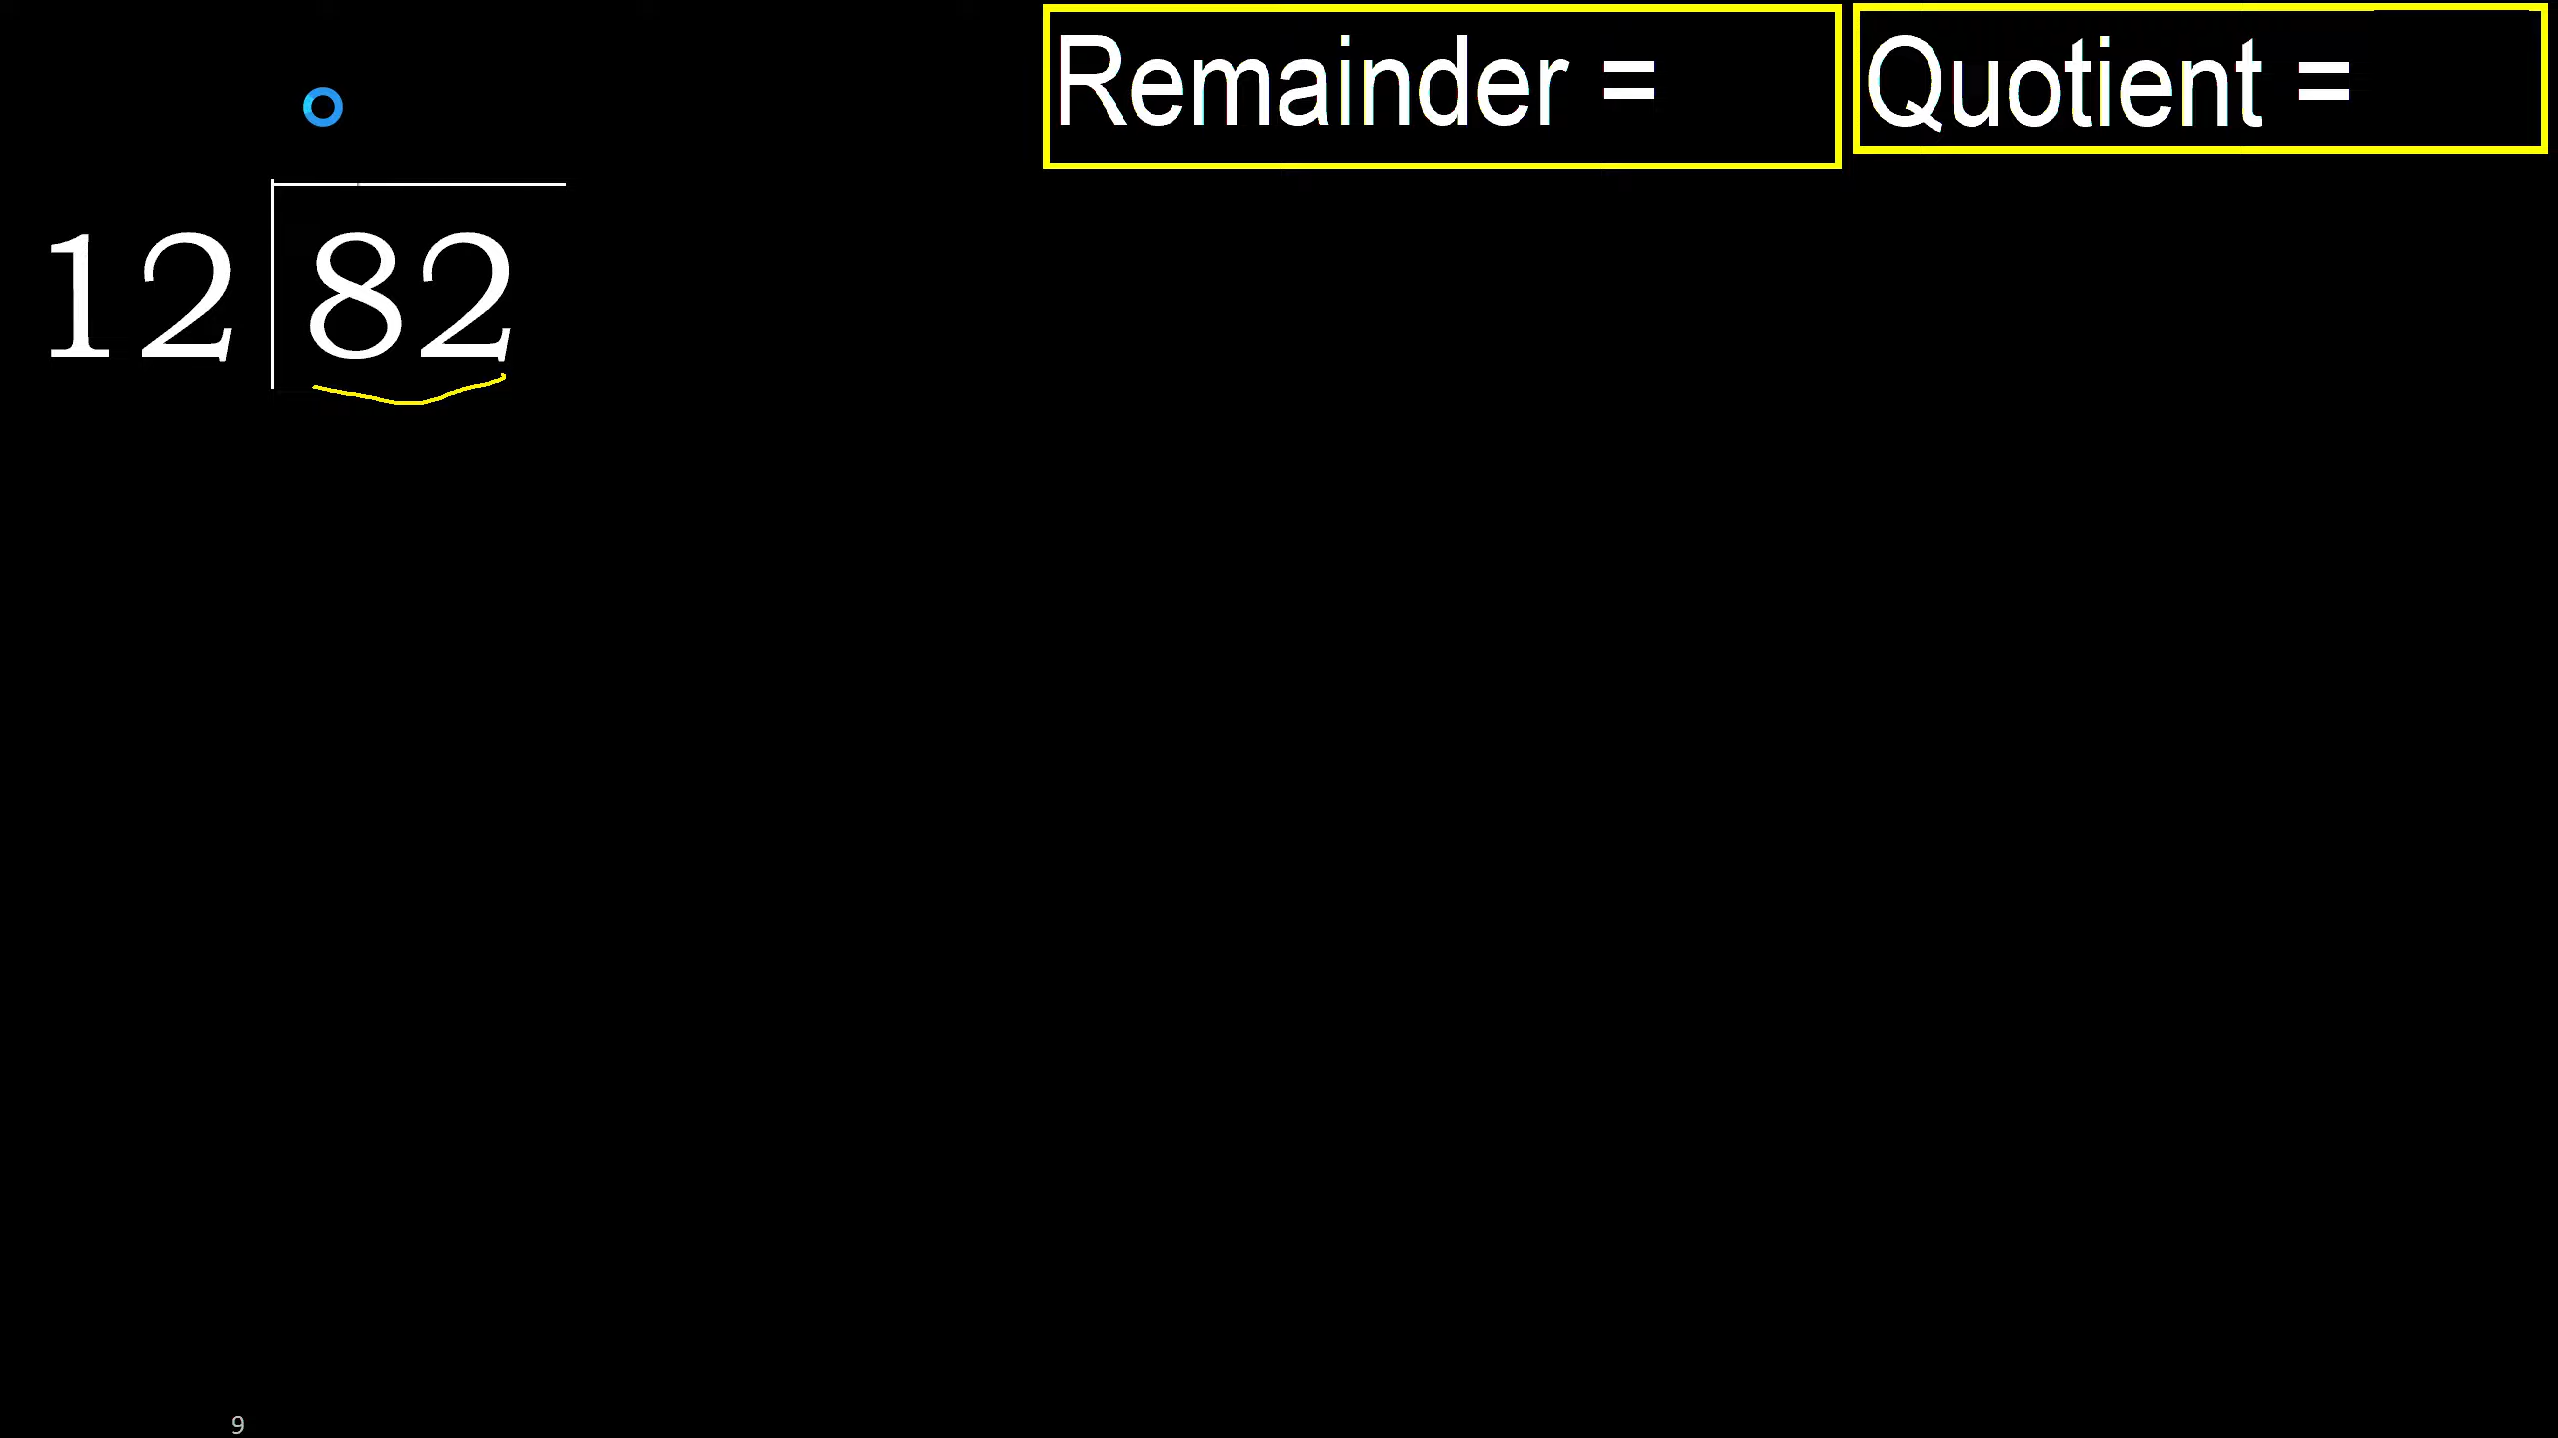 Remainder =
Quotient =
12 82
9